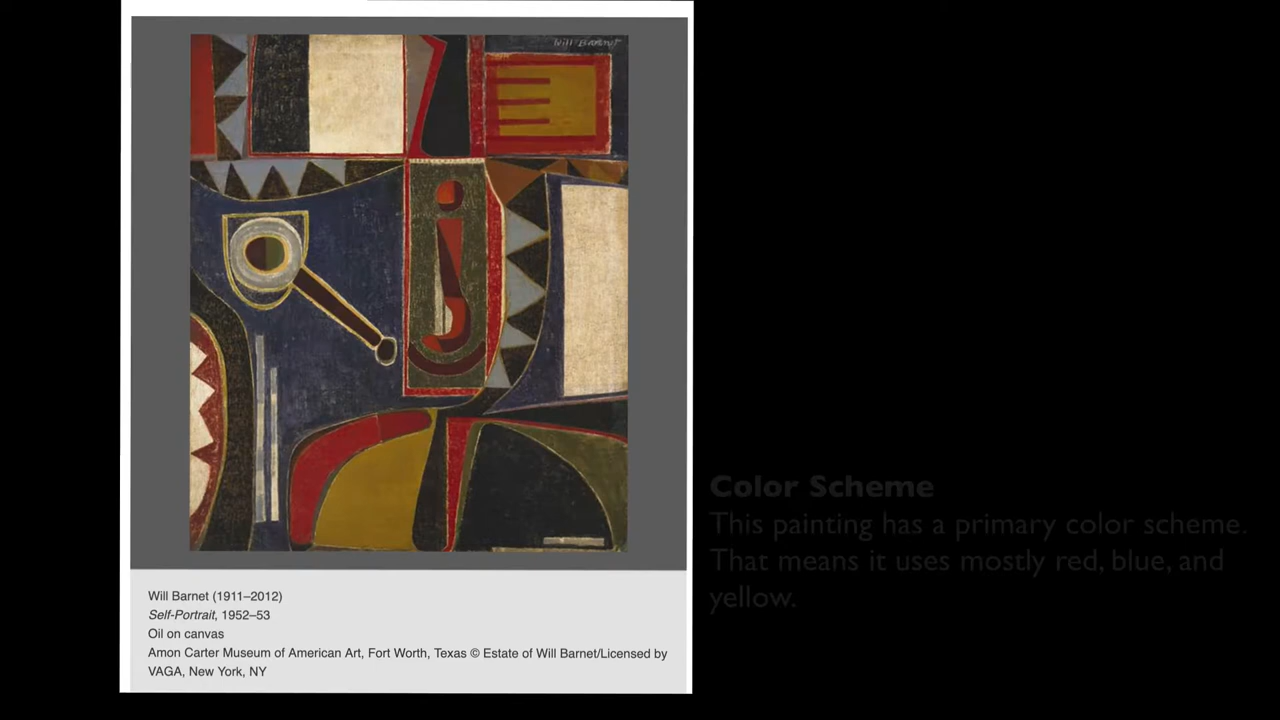 Will Barnet
Will Barnet (1911–2012)
Self-Portrait, 1952–53
Oil on canvas
Amon Carter Museum of American Art, Fort Worth, Texas © Estate of Will Barnet/Licensed by
VAGA, New York, NY
Color Scheme
This painting has a primary color scheme.
That means it uses mostly red, blue, and
yellow.